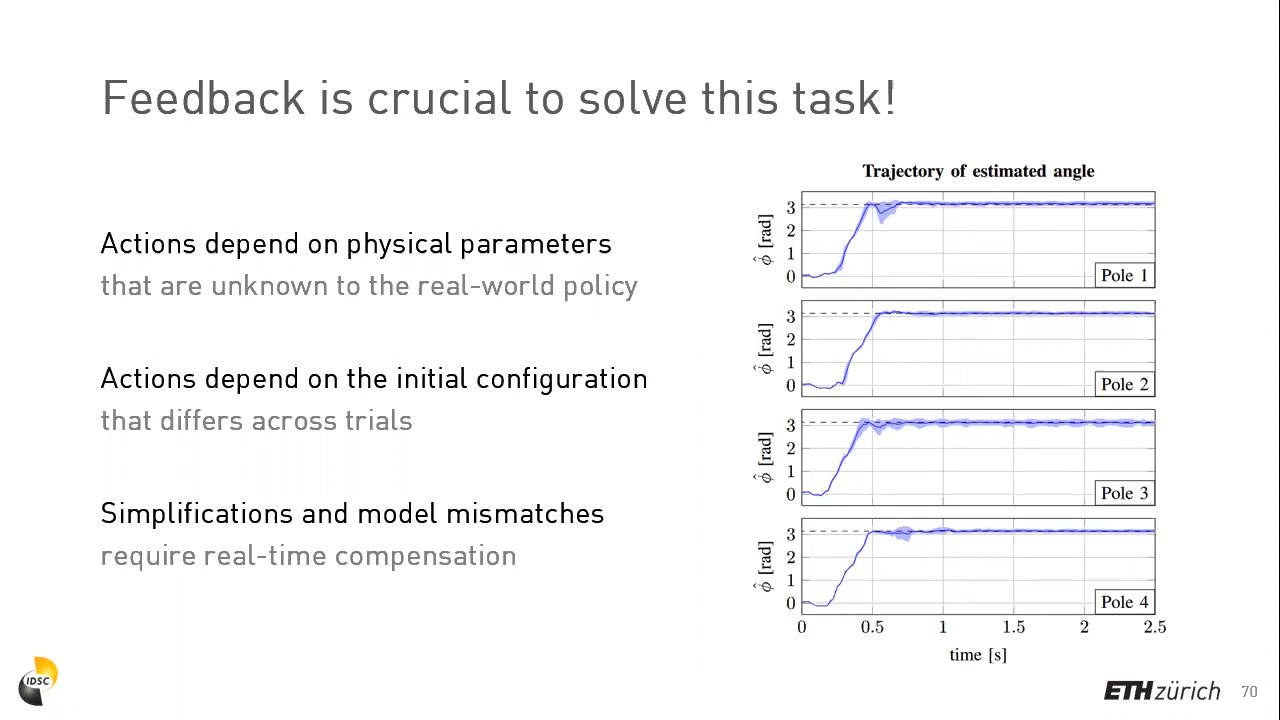 Feedback is crucial to solve this task!
Actions depend on physical parameters
that are unknown to the real-world policy
Actions depend on the initial configuration
that differs across trials
Simplifications and model mismatches
require real-time compensation
Trajectory of estimated angle
3
2
1
0
ϕ̂ [rad]
Pole 1
3
2
1
0
ϕ̂ [rad]
Pole 2
3
2
1
0
ϕ̂ [rad]
Pole 3
3
2
1
0
ϕ̂ [rad]
Pole 4
0 0.5 1 1.5 2 2.5
time [s]
IDSC
ETH zürich 70